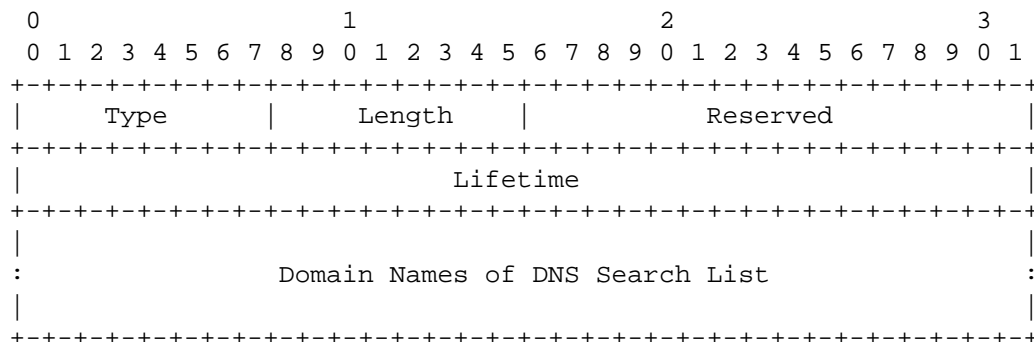 0                   1                   2                   3
0 1 2 3 4 5 6 7 8 9 0 1 2 3 4 5 6 7 8 9 0 1 2 3 4 5 6 7 8 9 0 1
+-+-+-+-+-+-+-+-+-+-+-+-+-+-+-+-+-+-+-+-+-+-+-+-+-+-+-+-+-+-+-+-+
|     Type      |     Length    |           Reserved            |
+-+-+-+-+-+-+-+-+-+-+-+-+-+-+-+-+-+-+-+-+-+-+-+-+-+-+-+-+-+-+-+-+
|                           Lifetime                            |
+-+-+-+-+-+-+-+-+-+-+-+-+-+-+-+-+-+-+-+-+-+-+-+-+-+-+-+-+-+-+-+-+
|                                                               |
:                Domain Names of DNS Search List                :
|                                                               |
+-+-+-+-+-+-+-+-+-+-+-+-+-+-+-+-+-+-+-+-+-+-+-+-+-+-+-+-+-+-+-+-+